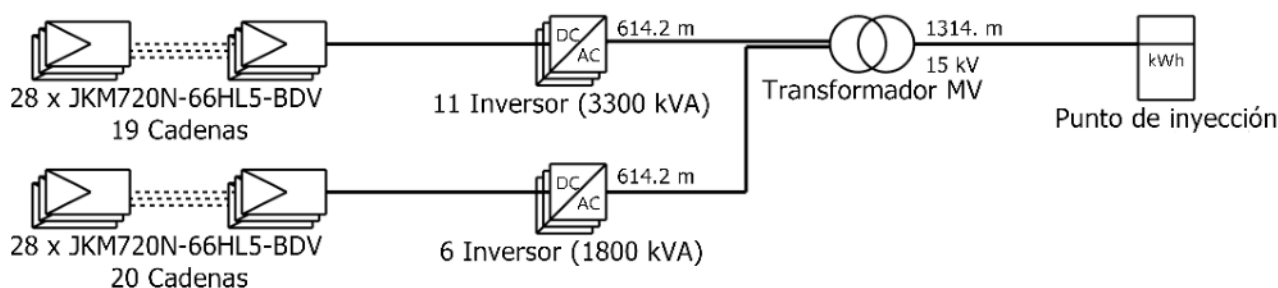 DC
AC
614.2 m
1314. m
15 kV
kWh
28 x JKM720N-66HL5-BDV
19 Cadenas
11 Inversor (3300 kVA)
Transformador MV
Punto de inyección
DC
AC
614.2 m
28 x JKM720N-66HL5-BDV
20 Cadenas
6 Inversor (1800 kVA)